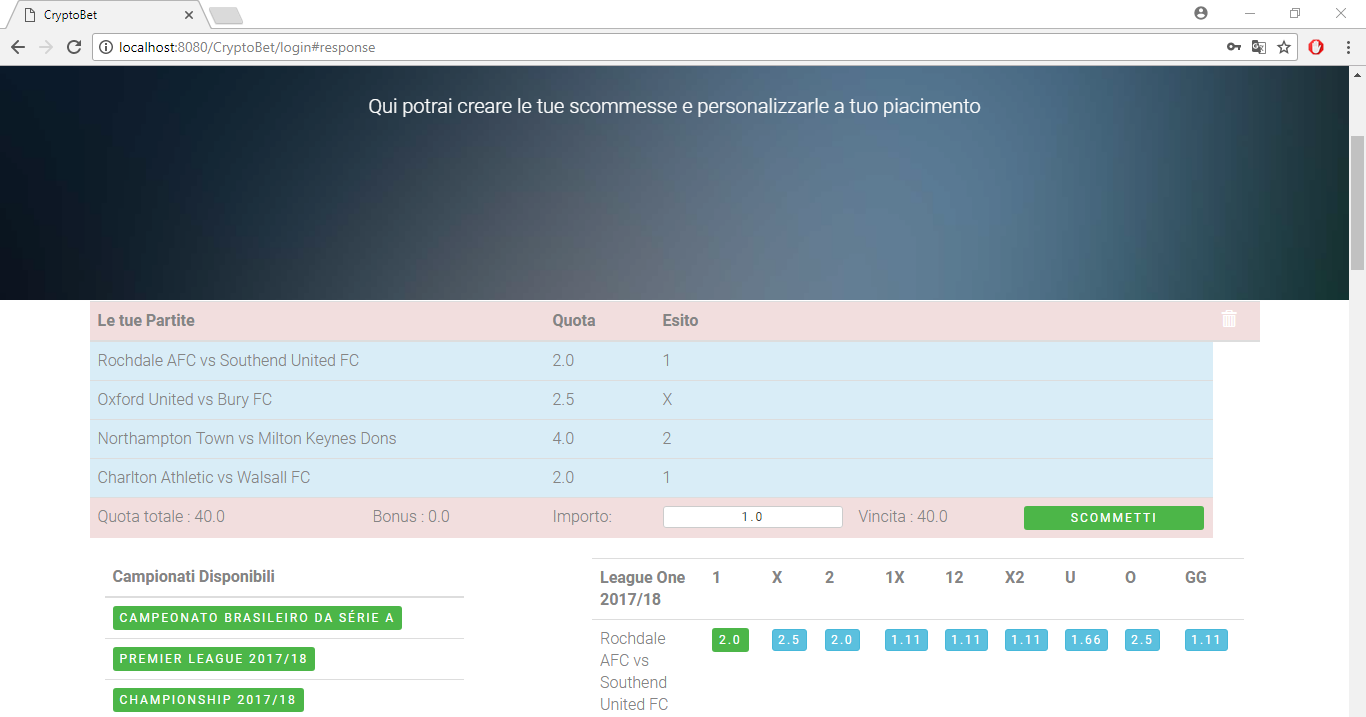 CryptoBet
localhost:8080/CryptoBet/login#response
Qui potrai creare le tue scommesse e personalizzarle a tuo piacimento
Le tue Partite Quota Esito
Rochdale AFC vs Southend United FC 2.0 1
Oxford United vs Bury FC 2.5 X
Northampton Town vs Milton Keynes Dons 4.0 2
Charlton Athletic vs Walsall FC 2.0 1
Quota totale : 40.0 Bonus : 0.0 Importo: 1.0 Vincita : 40.0 SCOMMETTI
Campionati Disponibili
CAMPEONATO BRASILEIRO DA SÉRIE A
PREMIER LEAGUE 2017/18
CHAMPIONSHIP 2017/18
League One 1 X 2 1X 12 X2 U O GG
2017/18
Rochdale 2.0 2.5 2.0 1.11 1.11 1.11 1.66 2.5 1.11
AFC vs
Southend
United FC